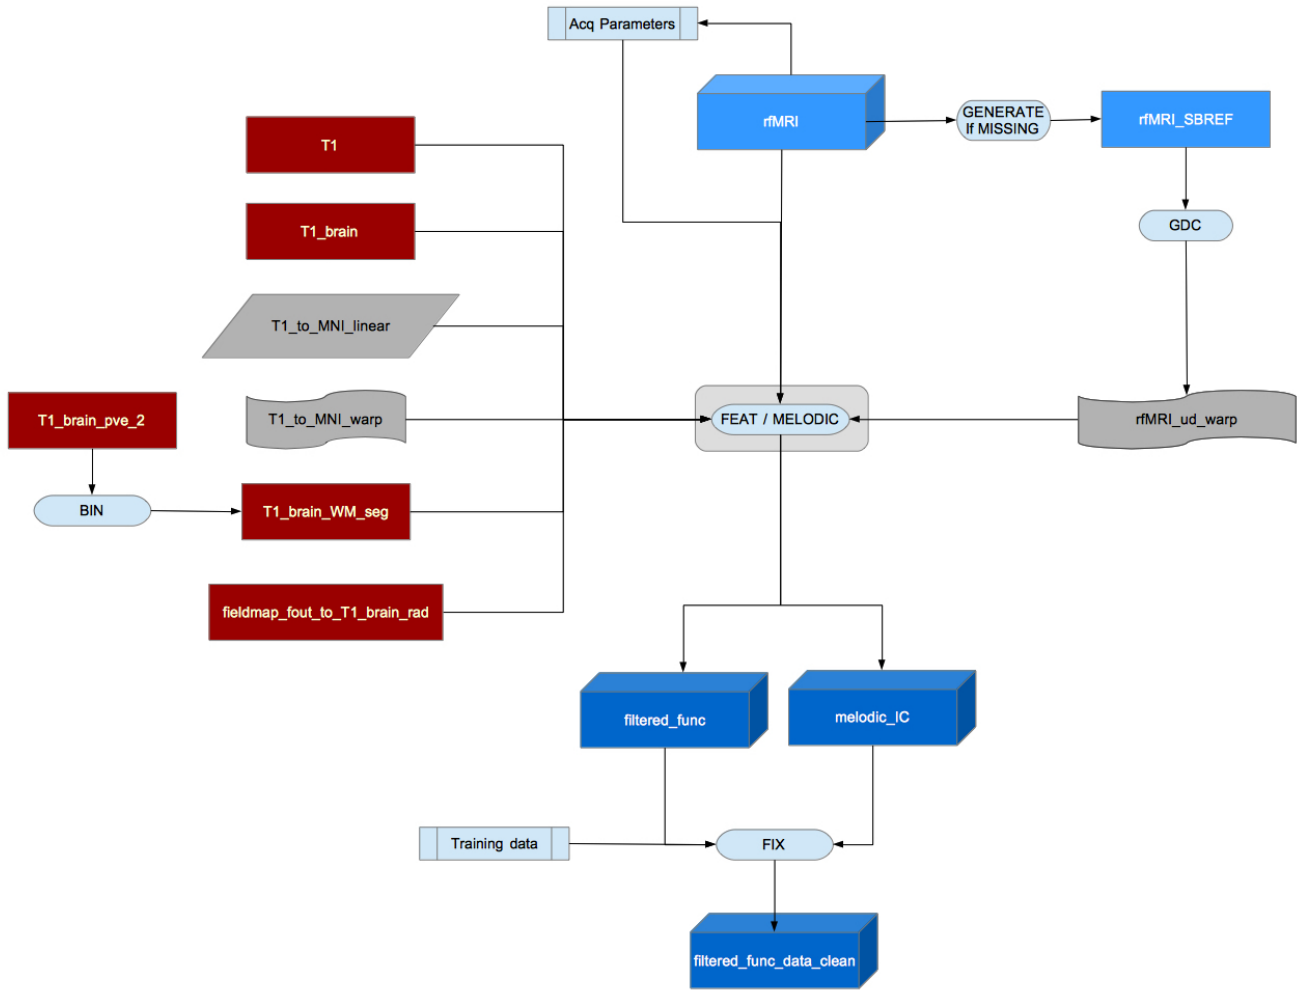 Acq Parameters
rfMRI
GENERATE
If MISSING
rfMRI_SBREF
T1
T1_brain
GDC
T1_to_MNI_linear
T1_brain_pve_2
T1_to_MNI_warp
FEAT / MELODIC
rfMRI_ud_warp
BIN
T1_brain_WM_seg
fieldmap_fout_to_T1_brain_rad
filtered_func
melodic_IC
Training data
FIX
filtered_func_data_clean